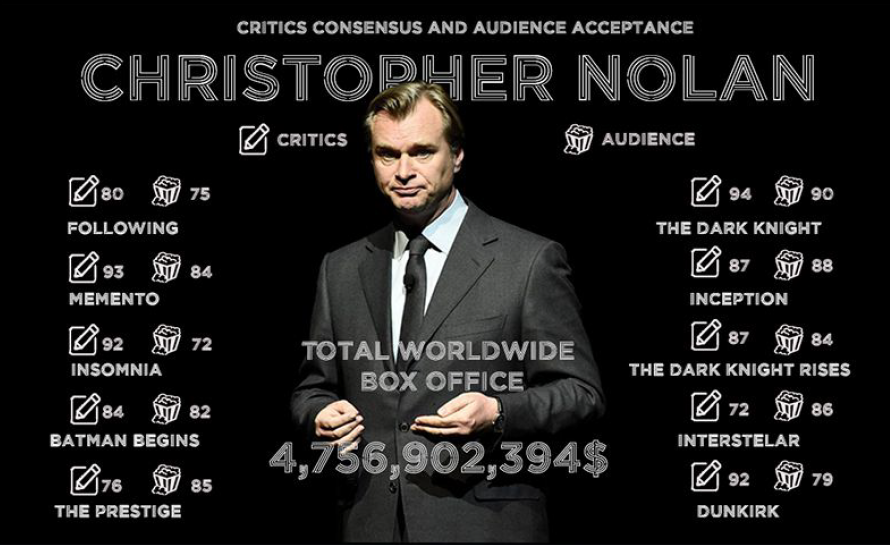 CRITICS CONSENSUS AND AUDIENCE ACCEPTANCE
CHRISTOPHER NOLAN
CRITICS
AUDIENCE
80 75
FOLLOWING
93 84
MEMENTO
92 72
INSOMNIA
84 82
BATMAN BEGINS
76 85
THE PRESTIGE
TOTAL WORLDWIDE
BOX OFFICE
4,756,902,394$
94 90
THE DARK KNIGHT
87 88
INCEPTION
87 84
THE DARK KNIGHT RISES
72 86
INTERSTELAR
92 79
DUNKIRK